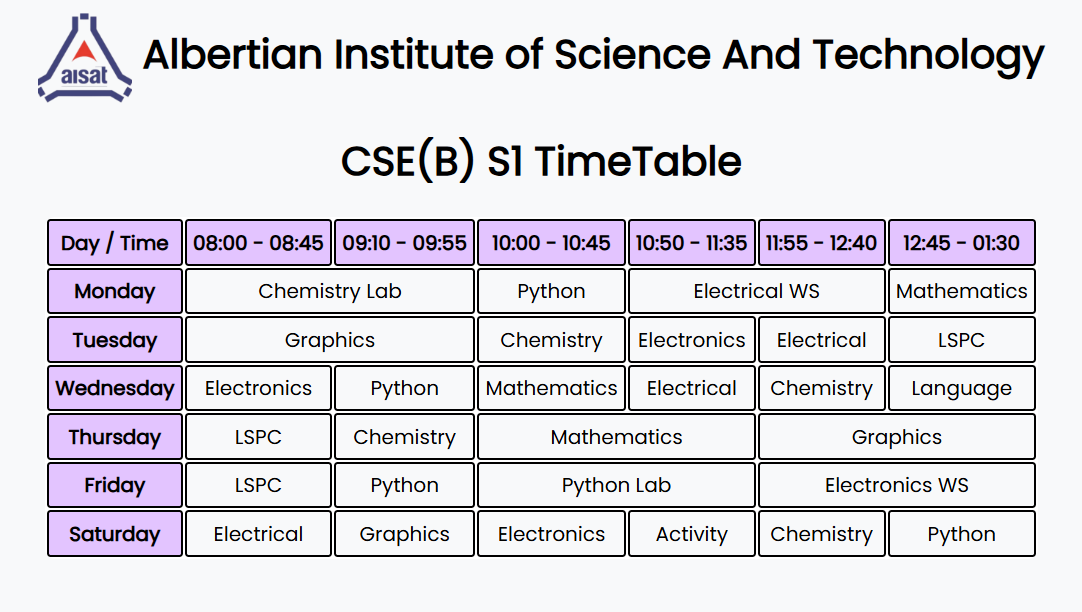 aisat
Albertian Institute of Science And Technology
CSE(B) S1 TimeTable
Day / Time 08:00 - 08:45 09:10 - 09:55 10:00 - 10:45 10:50 - 11:35 11:55 - 12:40 12:45 - 01:30
Monday Chemistry Lab Python Electrical WS Mathematics
Tuesday Graphics Chemistry Electronics Electrical LSPC
Wednesday Electronics Python Mathematics Electrical Chemistry Language
Thursday LSPC Chemistry Mathematics Graphics
Friday LSPC Python Python Lab Electronics WS
Saturday Electrical Graphics Electronics Activity Chemistry Python